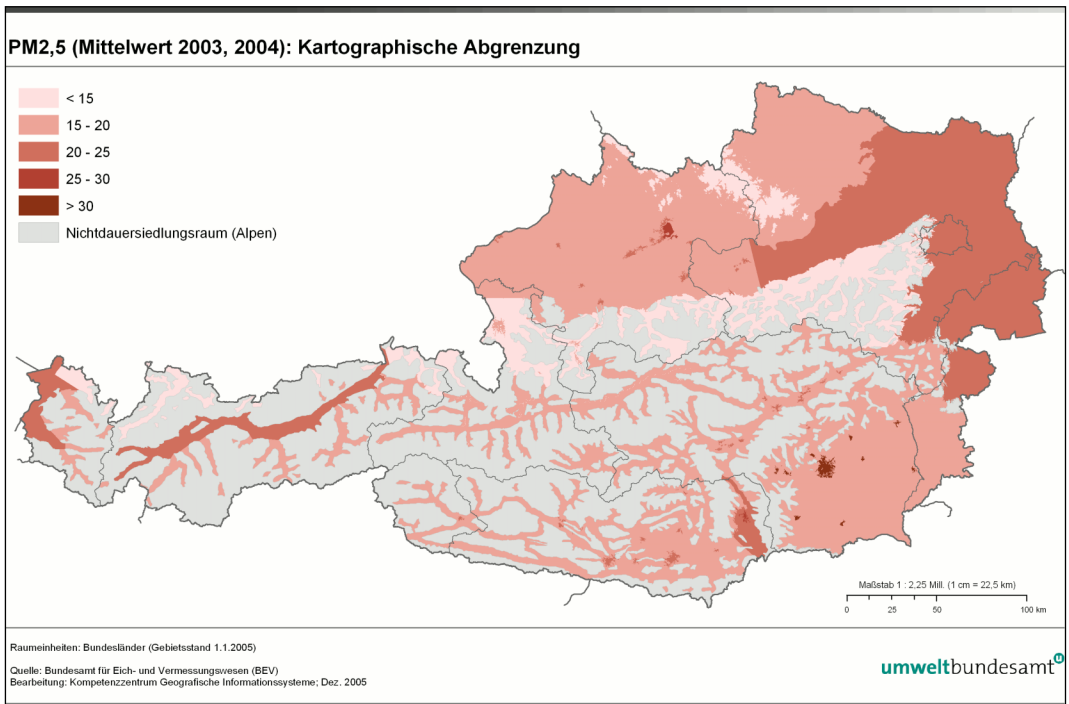 PM2,5 (Mittelwert 2003, 2004): Kartographische Abgrenzung
< 15
15 - 20
20 - 25
25 - 30
> 30
Nichtdauersiedlungsraum (Alpen)
Maßstab 1 : 2,25 Mill. (1 cm = 22,5 km)
0 25 50 100 km
Raumeinheiten: Bundesländer (Gebietsstand 1.1.2005)
Quelle: Bundesamt für Eich- und Vermessungswesen (BEV)
Bearbeitung: Kompetenzzentrum Geografische Informationssysteme; Dez. 2005
umweltbundesamt u